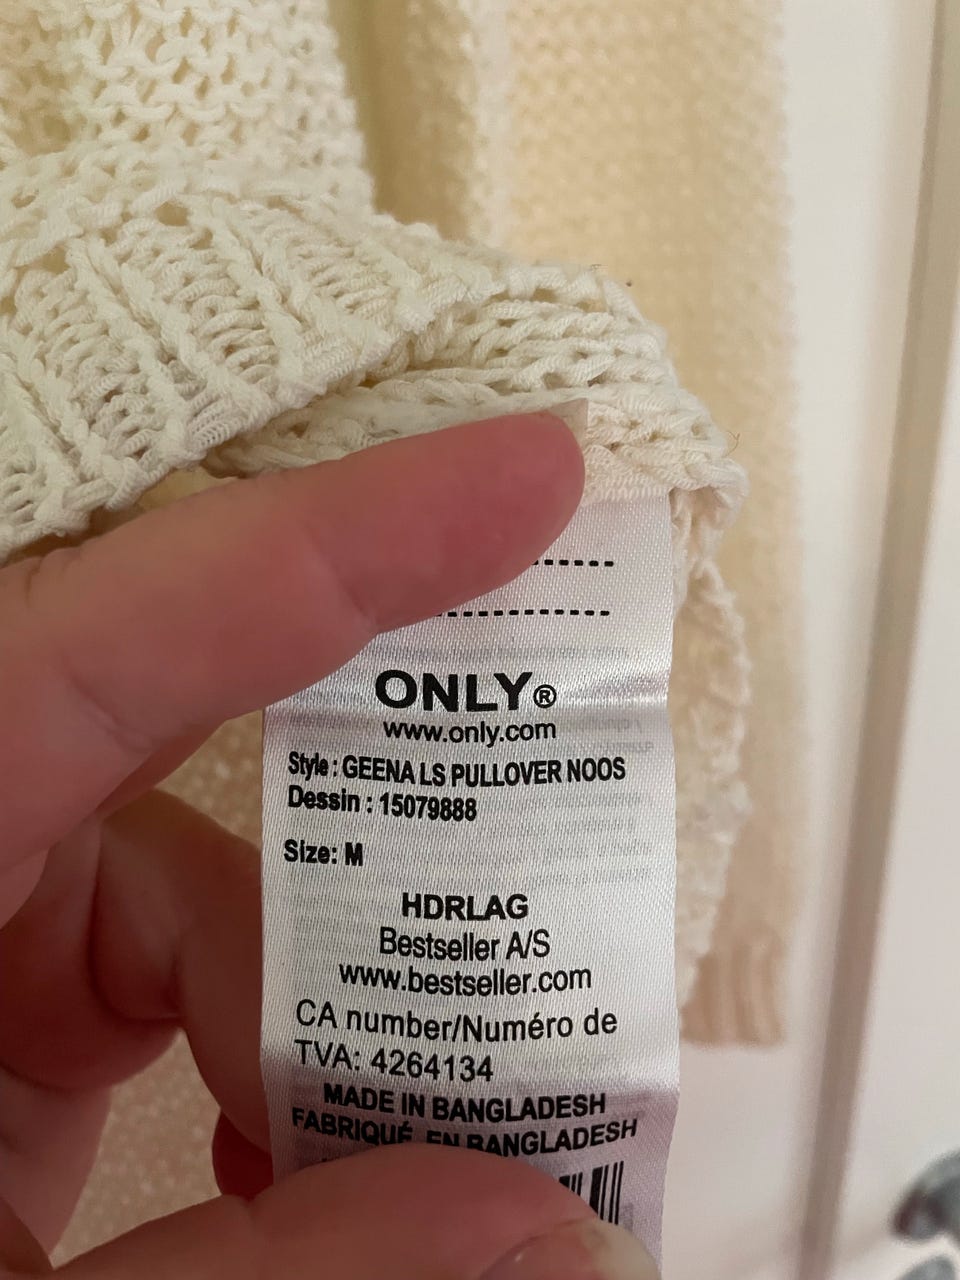 ONLY®
www.only.com
Style : GEENA LS PULLOVER NOOS
Dessin : 15079888
Size: M
HDRLAG
Bestseller A/S
www.bestseller.com
CA number/Numéro de
TVA: 4264134
MADE IN BANGLADESH
FABRIQUÉ EN BANGLADESH